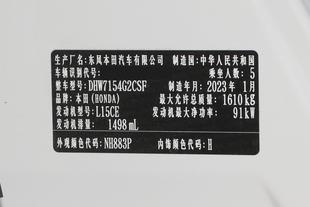 生产厂名：东风本田汽车有限公司 制造国：中华人民共和国
车辆识别代号： 乘坐人数：5
整车型号：DHW7154G2CSF 制造年月：2023年1月
品牌：本田（HONDA） 最大允许总质量：1610kg
发动机型号：L15CE 发动机最大净功率：91kW
发动机排量：1498mL
外观颜色代码：NH883P 内饰颜色代码：H